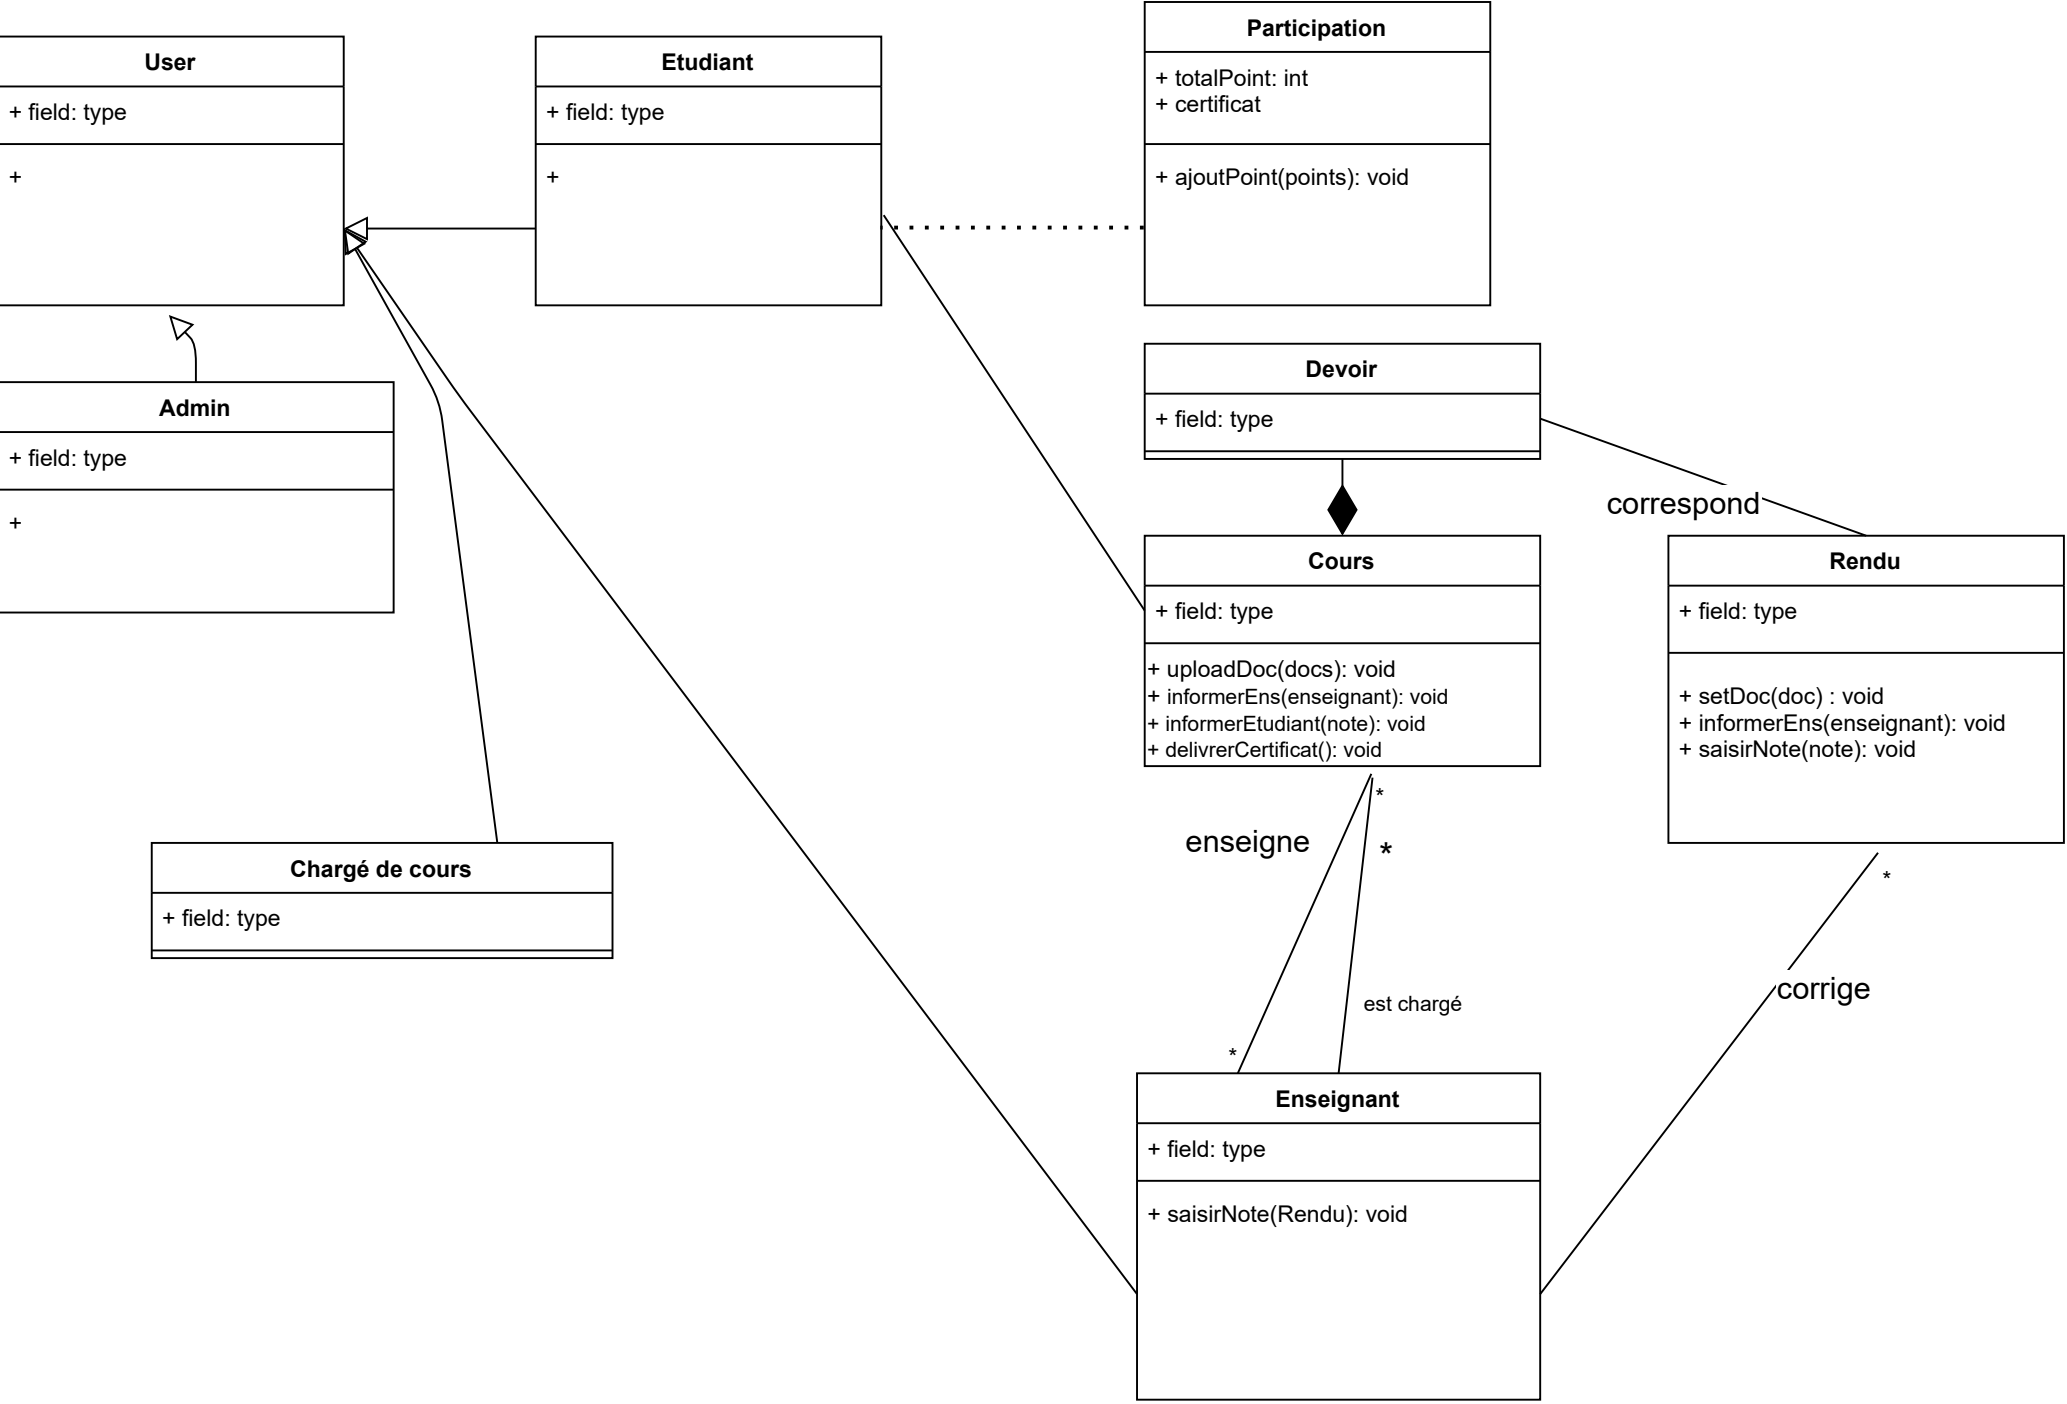 User
+ field: type
+
Etudiant
+ field: type
+
Participation
+ totalPoint: int
+ certificat
+ ajoutPoint(points): void
Admin
+ field: type
+
Devoir
+ field: type
correspond
Cours
+ field: type
+ uploadDoc(docs): void
+ informerEns(enseignant): void
+ informerEtudiant(note): void
+ delivrerCertificat(): void
Rendu
+ field: type
+ setDoc(doc) : void
+ informerEns(enseignant): void
+ saisirNote(note): void
*
enseigne
*
*
Chargé de cours
+ field: type
corrige
est chargé
*
Enseignant
+ field: type
+ saisirNote(Rendu): void